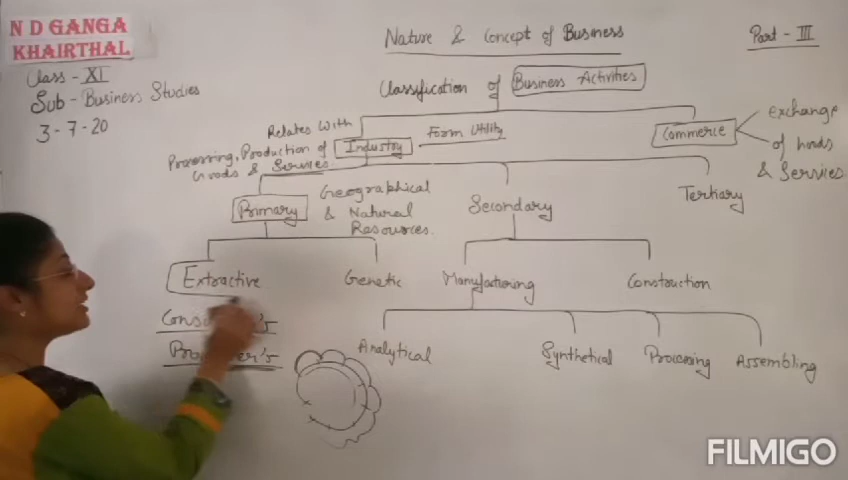 N D GANGA
KHAIRTHAL
Class - XI
Sub - Business Studies
3-7-20
Nature & Concept of Business
Part - III
Classification of Business Activities
Relates With
Processing, Production of
Goods & Services.
Industry
Form Utility
Commerce
exchange
of Goods
& Services
Primary
Geographical
& Natural
Resources.
Secondary
Tertiary
Extractive
Genetic
Manufacturing
Construction
Analytical
Synthetical
Processing
Assembling
FILMIGO